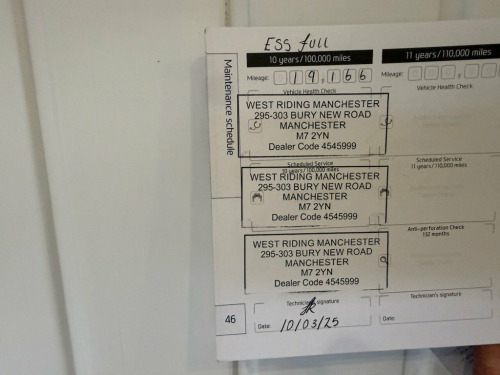 ESS full
10 years/100,000 miles
Mileage: 19,166
Vehicle Health Check
WEST RIDING MANCHESTER
295-303 BURY NEW ROAD
MANCHESTER
M7 2YN
Dealer Code 4545999
Scheduled Service
10 years/100,000 miles
WEST RIDING MANCHESTER
295-303 BURY NEW ROAD
MANCHESTER
M7 2YN
Dealer Code 4545999
WEST RIDING MANCHESTER
295-303 BURY NEW ROAD
MANCHESTER
M7 2YN
Dealer Code 4545999
Technician's signature
Date: 10/03/25
11 years/110,000 miles
Mileage:
Vehicle Health Check
Scheduled Service
11 years/110,000 miles
Anti-perforation Check
132 months
Technician's signature
Date:
Maintenance schedule
46